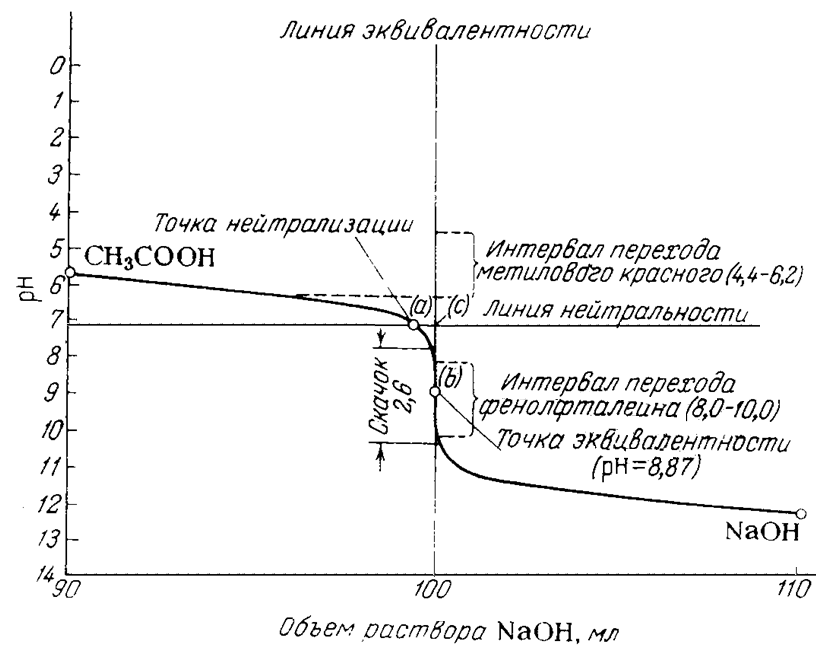 Линия эквивалентности
0
1
2
3
4
5
6
7
8
9
10
11
12
13
14
pH
Точка нейтрализации
CH₃COOH
Интервал перехода
метилового красного (4,4-6,2)
(a)
(c)
Линия нейтральности
Скачок
2,6
(b)
Интервал перехода
фенолфталеина (8,0-10,0)
Точка эквивалентности
(pH=8,87)
NaOH
90
100
110
Объем раствора NaOH, мл